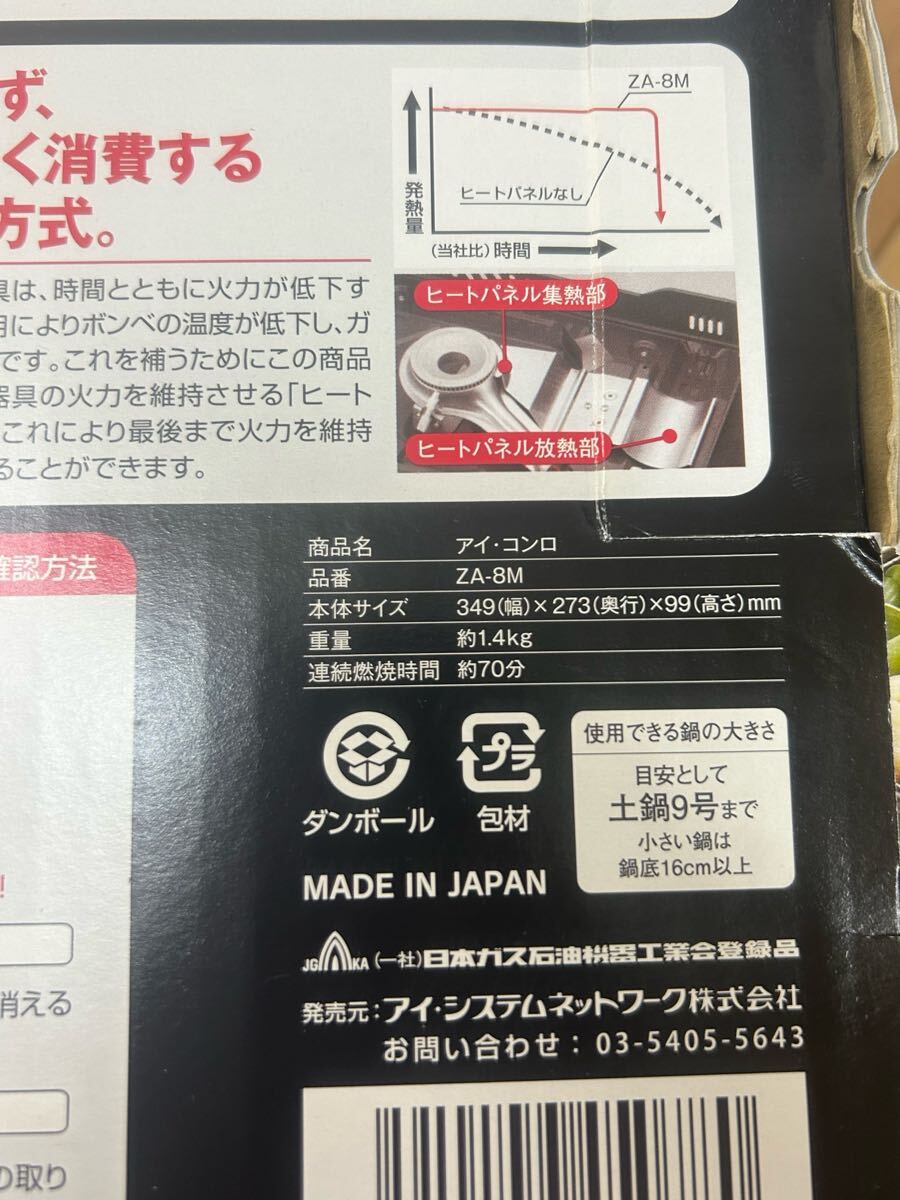 ず、
く消費する
方式。
ZA-8M
発熱量
ヒートパネルなし
(当社比) 時間
具は、時間とともに火力が低下す
用によりボンベの温度が低下し、ガ
です。これを補うためにこの商品
器具の火力を維持させる「ヒート
これにより最後まで火力を維持
ることができます。
ヒートパネル集熱部
ヒートパネル放熱部
確認方法
商品名 アイ・コンロ
品番 ZA-8M
本体サイズ 349(幅)×273(奥行)×99(高さ)mm
重量 約1.4kg
連続燃焼時間 約70分
ダンボール
プラ
包材
使用できる鍋の大きさ
目安として
土鍋9号まで
小さい鍋は
鍋底16cm以上
MADE IN JAPAN
JGKA (一社)日本ガス石油機器工業会登録品
発売元:アイ・システムネットワーク株式会社
お問い合わせ: 03-5405-5643
!
消える
の取り